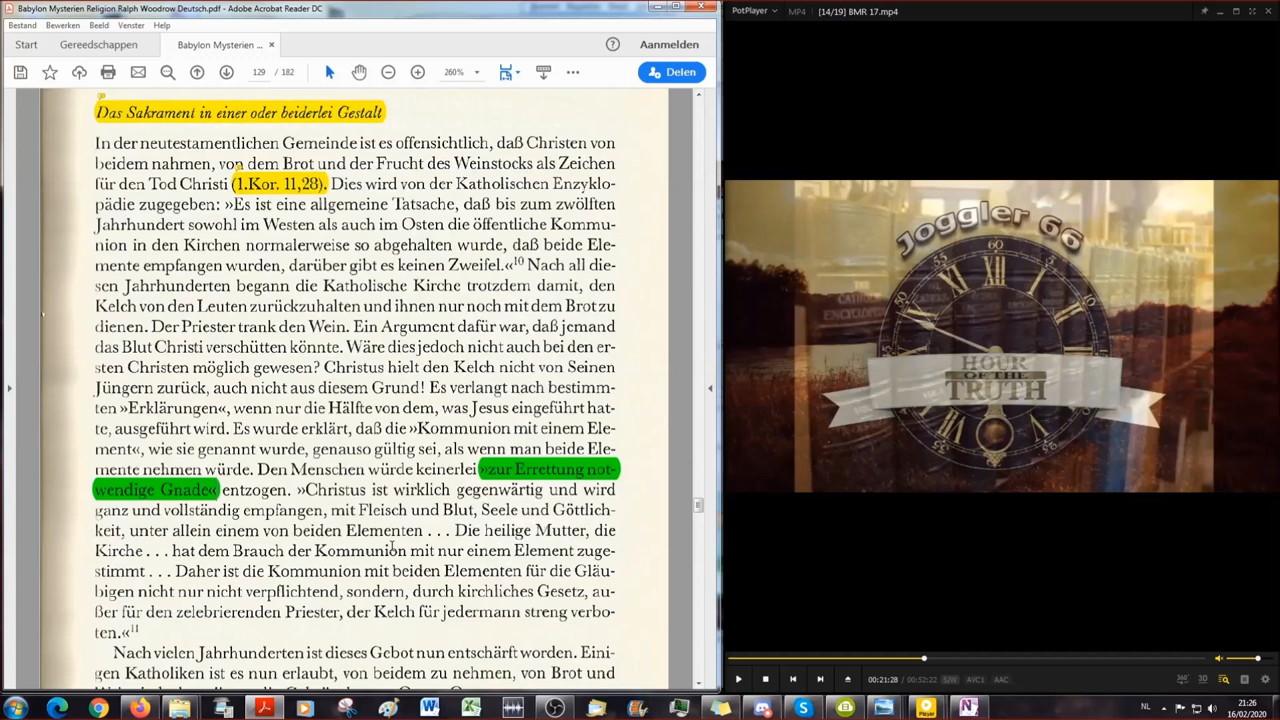 Babylon Mysterien Religion Ralph Woodrow Deutsch.pdf - Adobe Acrobat Reader DC
Bestand Bewerken Beeld Venster Help
Start Gereedschappen Babylon Mysterien ... × Aanmelden
129 / 182 260% Delen
Das Sakrament in einer oder beiderlei Gestalt
In der neutestamentlichen Gemeinde ist es offensichtlich, daß Christen von
beidem nahmen, von dem Brot und der Frucht des Weinstocks als Zeichen
für den Tod Christi (1.Kor. 11,28). Dies wird von der Katholischen Enzyklo-
pädie zugegeben: »Es ist eine allgemeine Tatsache, daß bis zum zwölften
Jahrhundert sowohl im Westen als auch im Osten die öffentliche Kommu-
nion in den Kirchen normalerweise so abgehalten wurde, daß beide Ele-
mente empfangen wurden, darüber gibt es keinen Zweifel.«10 Nach all die-
sen Jahrhunderten begann die Katholische Kirche trotzdem damit, den
Kelch von den Leuten zurückzuhalten und ihnen nur noch mit dem Brot zu
dienen. Der Priester trank den Wein. Ein Argument dafür war, daß jemand
das Blut Christi verschütten könnte. Wäre dies jedoch nicht auch bei den er-
sten Christen möglich gewesen? Christus hielt den Kelch nicht von Seinen
Jüngern zurück, auch nicht aus diesem Grund! Es verlangt nach bestimm-
ten »Erklärungen«, wenn nur die Hälfte von dem, was Jesus eingeführt hat-
te, ausgeführt wird. Es wurde erklärt, daß die »Kommunion mit einem Ele-
ment«, wie sie genannt wurde, genauso gültig sei, als wenn man beide Ele-
mente nehmen würde. Den Menschen würde keinerlei »zur Errettung not-
wendige Gnade« entzogen. »Christus ist wirklich gegenwärtig und wird
ganz und vollständig empfangen, mit Fleisch und Blut, Seele und Göttlich-
keit, unter allein einem von beiden Elementen . . . Die heilige Mutter, die
Kirche . . . hat dem Brauch der Kommunion mit nur einem Element zuge-
stimmt . . . Daher ist die Kommunion mit beiden Elementen für die Gläu-
bigen nicht nur nicht verpflichtend, sondern, durch kirchliches Gesetz, au-
ßer für den zelebrierenden Priester, der Kelch für jedermann streng verbo-
ten.«11
Nach vielen Jahrhunderten ist dieses Gebot nun entschärft worden. Eini-
gen Katholiken ist es nun erlaubt, von beidem zu nehmen, von Brot und
PotPlayer MP4 [14/19] BMR 17.mp4
Joggler 66
60
55 5
50
XII
HOUR
OF THE
TRUTH
00:21:28 / 00:52:22 S/W AVC1 AAC
360° 3D
NL 21:26
16/02/2020